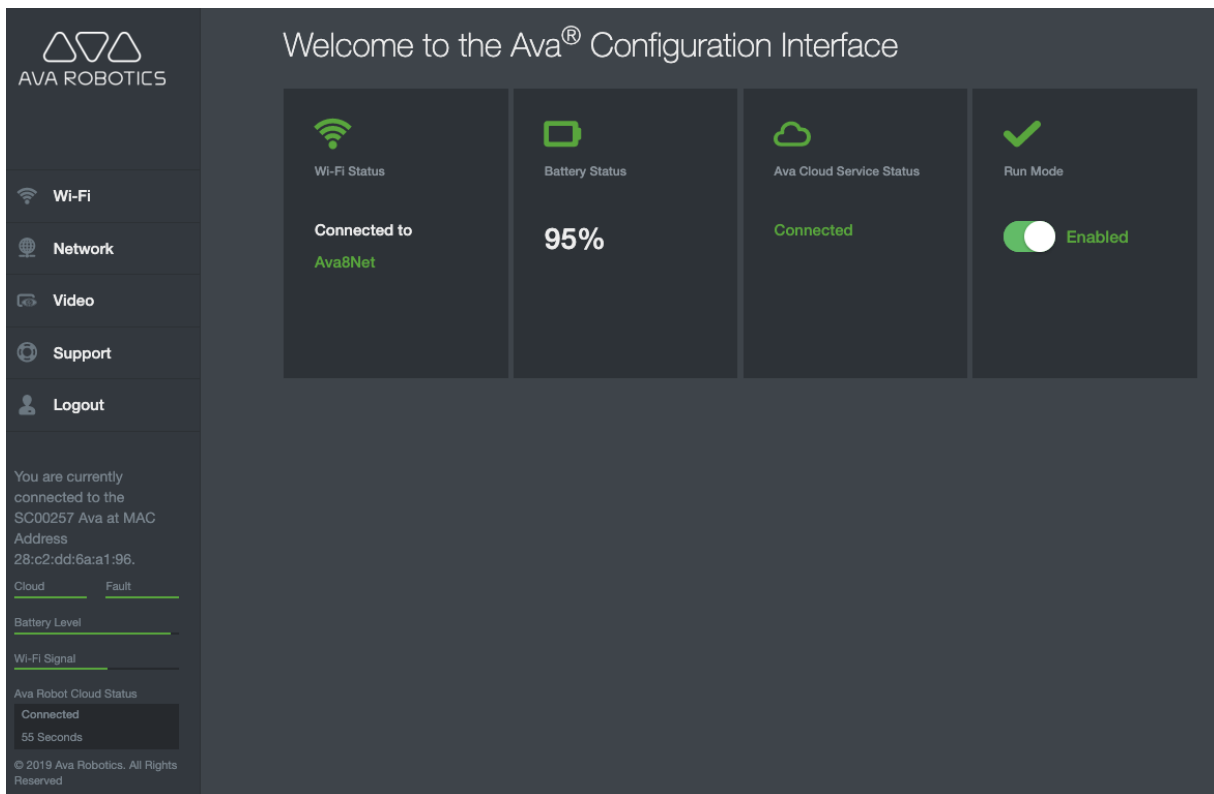 AVA ROBOTICS
Wi-Fi
Network
Video
Support
Logout
You are currently
connected to the
SC00257 Ava at MAC
Address
28:c2:dd:6a:a1:96.
Cloud
Fault
Battery Level
Wi-Fi Signal
Ava Robot Cloud Status
Connected
55 Seconds
© 2019 Ava Robotics. All Rights
Reserved
Welcome to the Ava® Configuration Interface
Wi-Fi Status
Connected to
Ava8Net
Battery Status
95%
Ava Cloud Service Status
Connected
Run Mode
Enabled